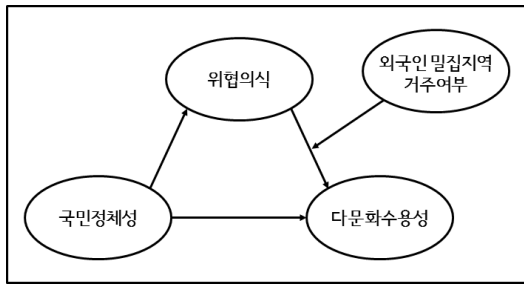 위협의식
외국인 밀집지역
거주여부
국민정체성
다문화수용성